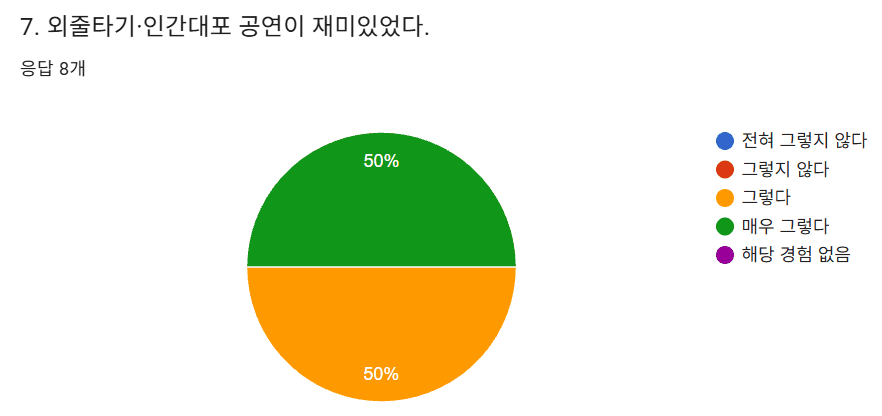 7. 외줄타기·인간대포 공연이 재미있었다.
응답 8개
50%
50%
전혀 그렇지 않다
그렇지 않다
그렇다
매우 그렇다
해당 경험 없음